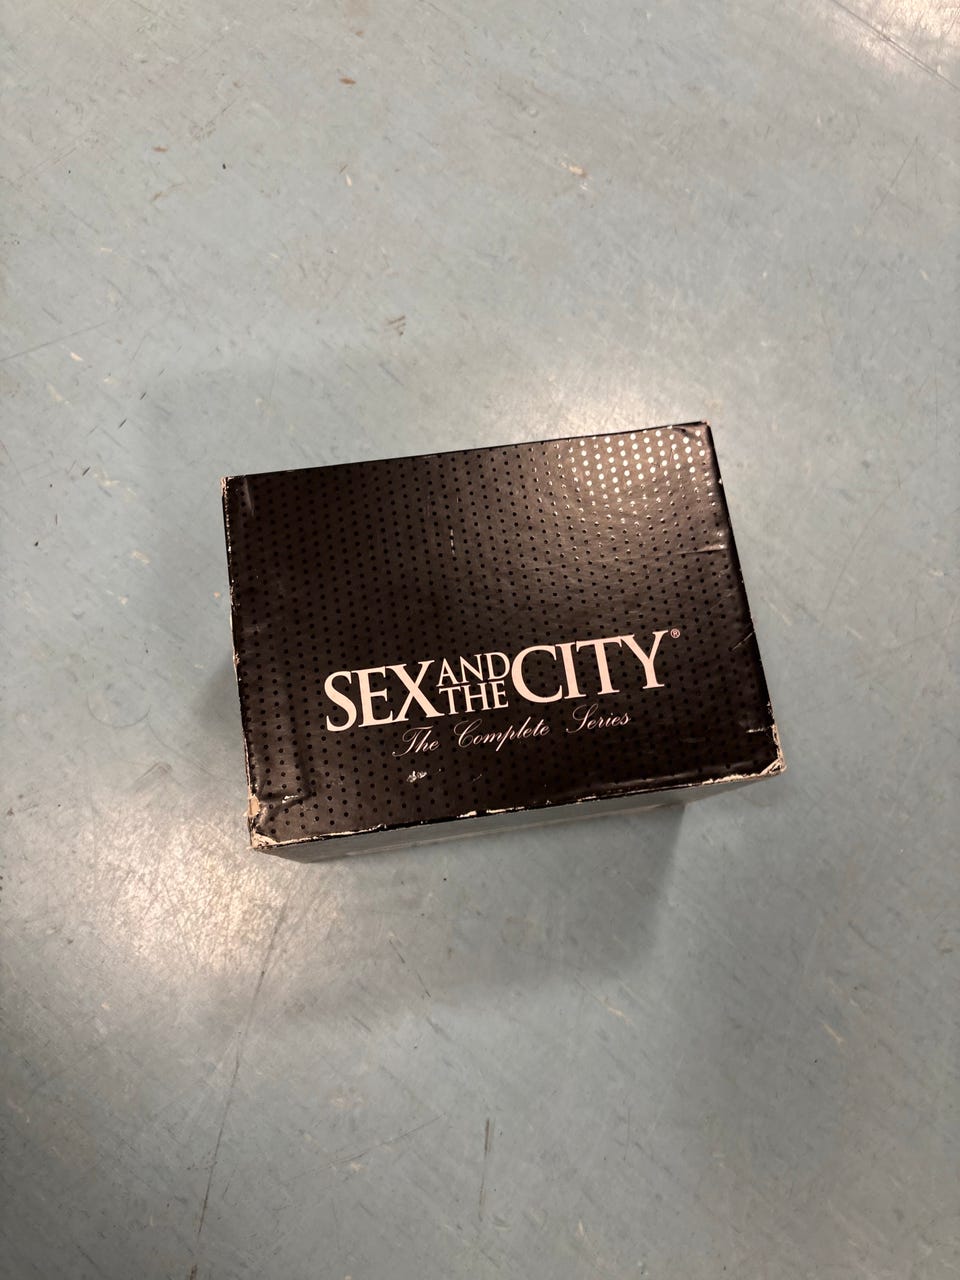 SEX AND THE CITY®
The Complete Series